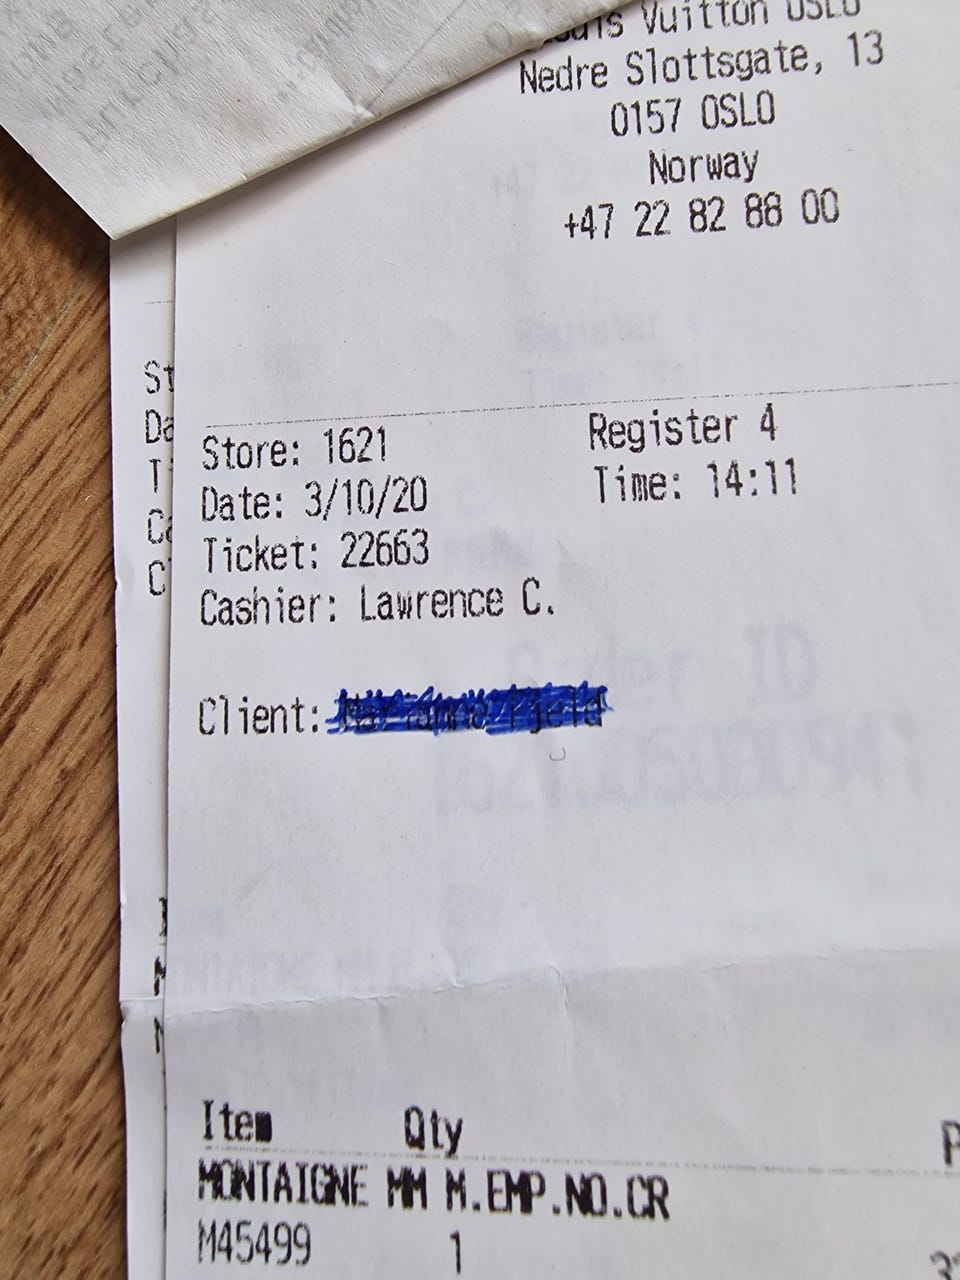 Vuitton OSLO
Nedre Slottsgate, 13
0157 OSLO
Norway
+47 22 82 88 00
Store: 1621 Register 4
Date: 3/10/20 Time: 14:11
Ticket: 22663
Cashier: Lawrence C.
Client:
Item Qty
MONTAIGNE MM M.EMP.NO.CR
M45499 1